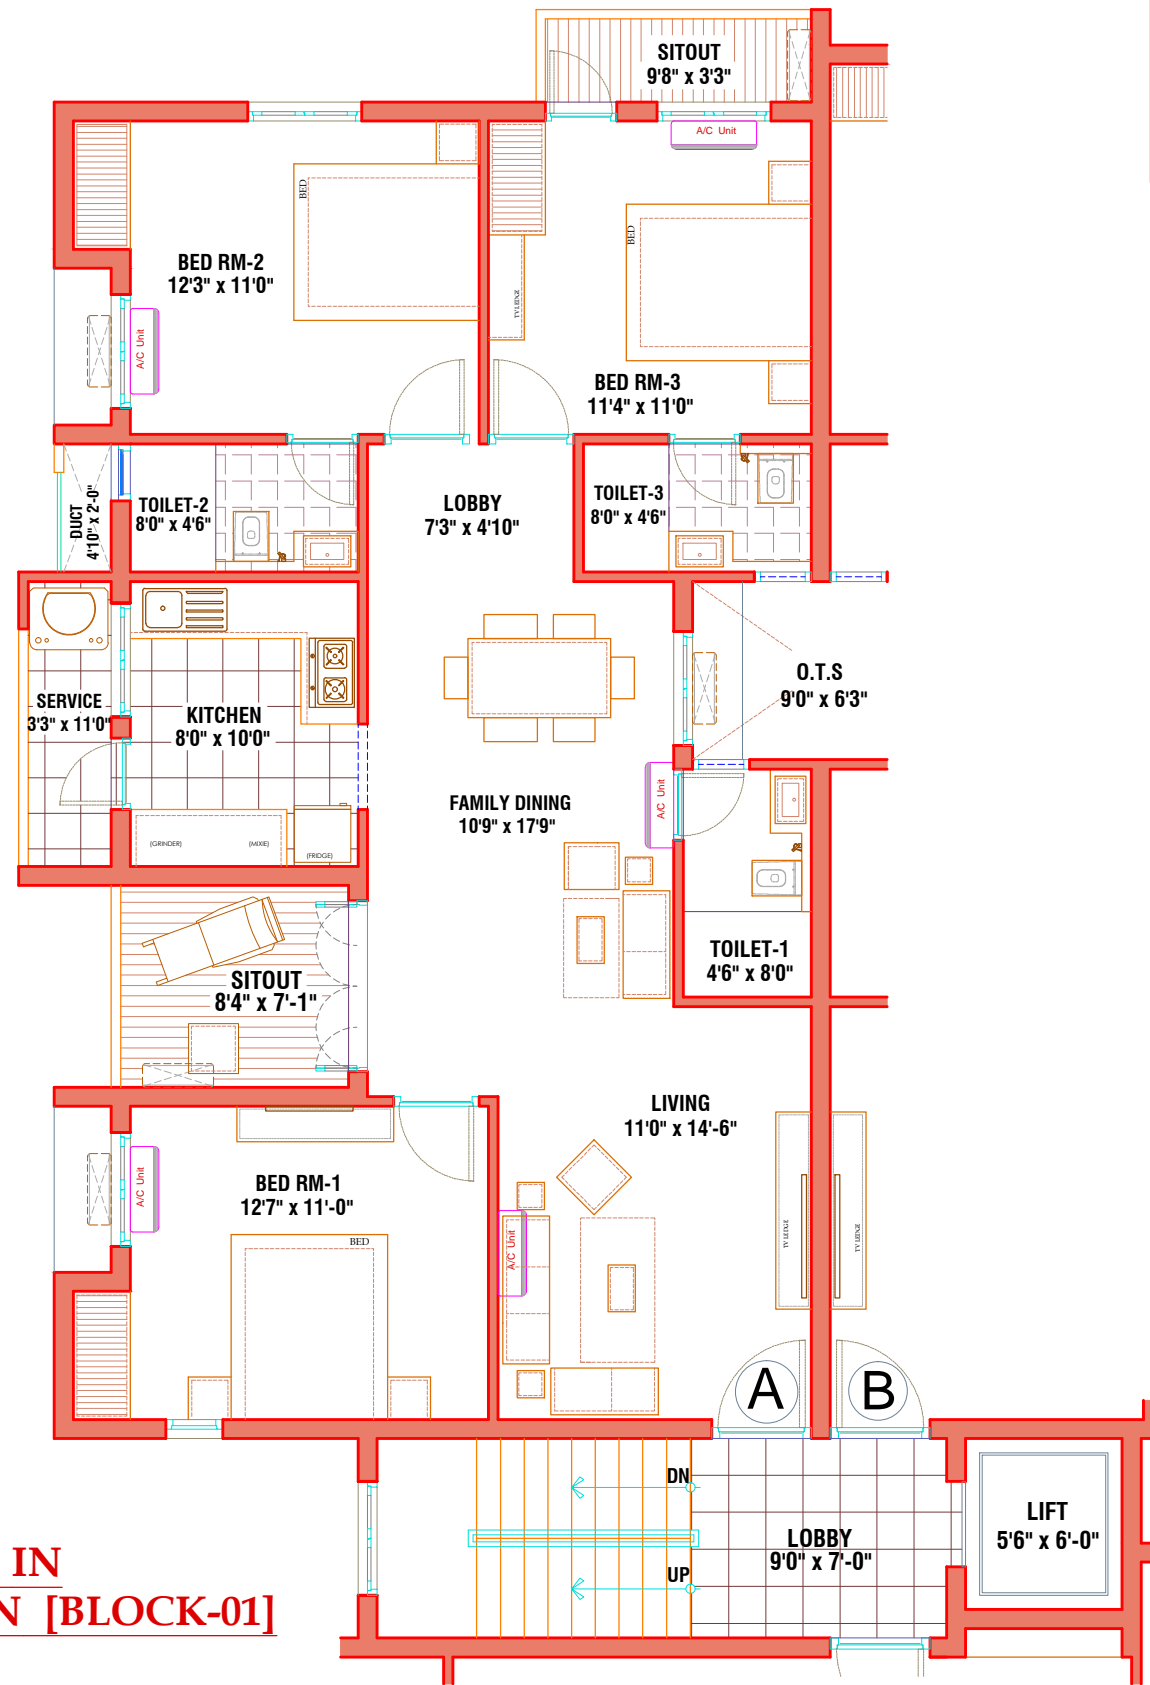 SITOUT
9'8" x 3'3"
A/C Unit
BED
BED RM-2
12'3" x 11'0"
A/C Unit
BED
TV LEDGE
BED RM-3
11'4" x 11'0"
DUCT
4'10" x 2'-0"
TOILET-2
8'0" x 4'6"
LOBBY
7'3" x 4'10"
TOILET-3
8'0" x 4'6"
SERVICE
3'3" x 11'0"
KITCHEN
8'0" x 10'0"
O.T.S
9'0" x 6'3"
FAMILY DINING
10'9" x 17'9"
A/C Unit
(GRINDER)
(MIXIE)
(FRIDGE)
TOILET-1
4'6" x 8'0"
SITOUT
8'4" x 7'-1"
LIVING
11'0" x 14'-6"
A/C Unit
BED RM-1
12'7" x 11'-0"
BED
A/C Unit
TV LEDGE
TV LEDGE
A
B
DN
UP
LOBBY
9'0" x 7'-0"
LIFT
5'6" x 6'-0"
IN
N [BLOCK-01]